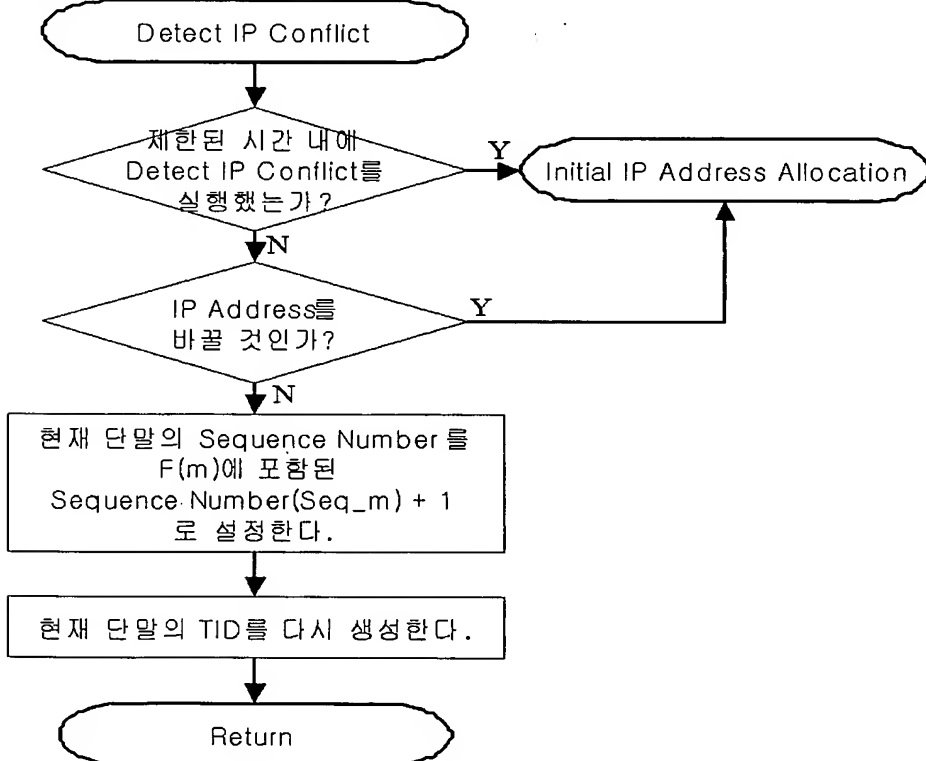 Detect IP Conflict
제한된 시간 내에
Detect IP Conflict를
실행했는가?
Y
Initial IP Address Allocation
N
IP Address를
바꿀 것인가?
Y
N
현재 단말의 Sequence Number를
F(m)에 포함된
Sequence Number(Seq_m) + 1
로 설정한다.
현재 단말의 TID를 다시 생성한다.
Return